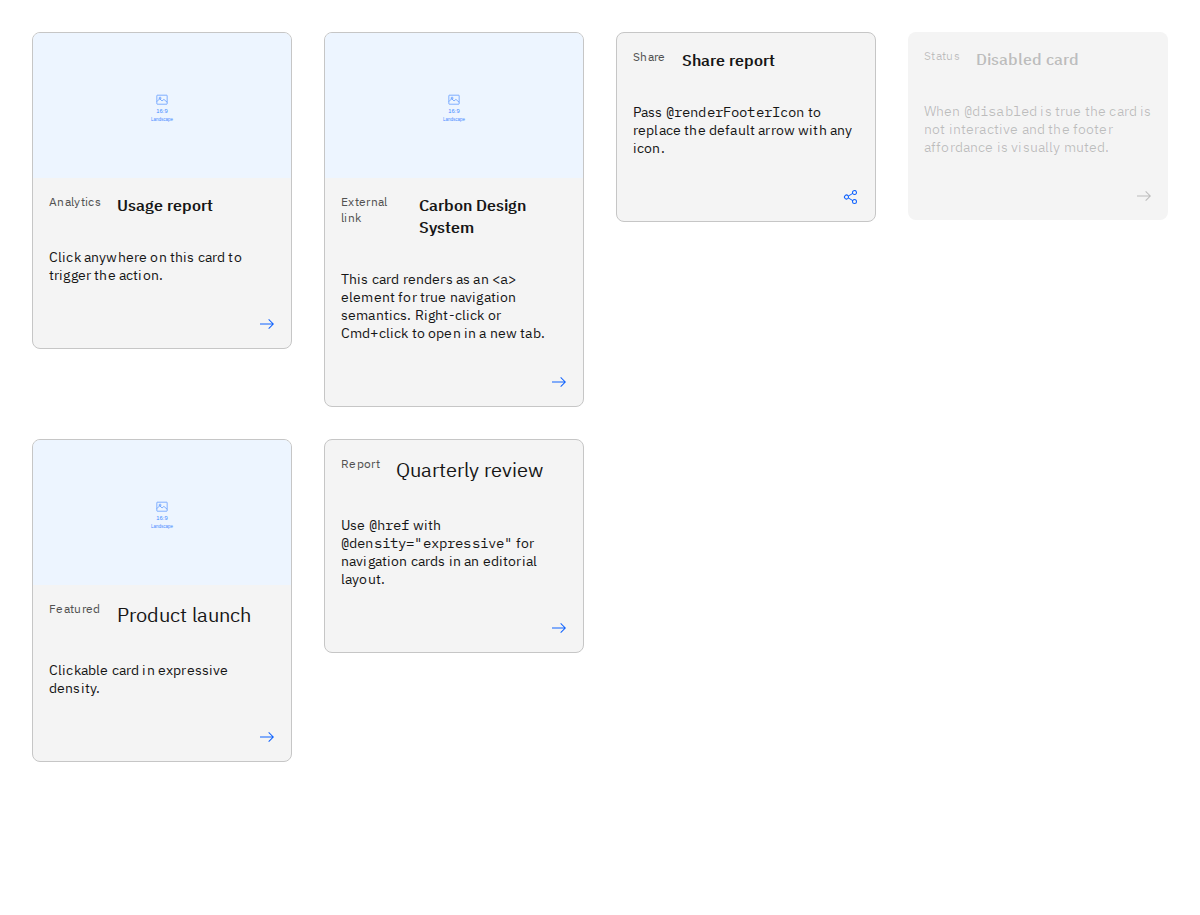 16:9
Landscape
Analytics
Usage report
Click anywhere on this card to
trigger the action.
16:9
Landscape
External
link
Carbon Design
System
This card renders as an <a>
element for true navigation
semantics. Right-click or
Cmd+click to open in a new tab.
Share
Share report
Pass @renderFooterIcon to
replace the default arrow with any
icon.
Status
Disabled card
When @disabled is true the card is
not interactive and the footer
affordance is visually muted.
16:9
Landscape
Featured
Product launch
Clickable card in expressive
density.
Report
Quarterly review
Use @href with
@density="expressive" for
navigation cards in an editorial
layout.